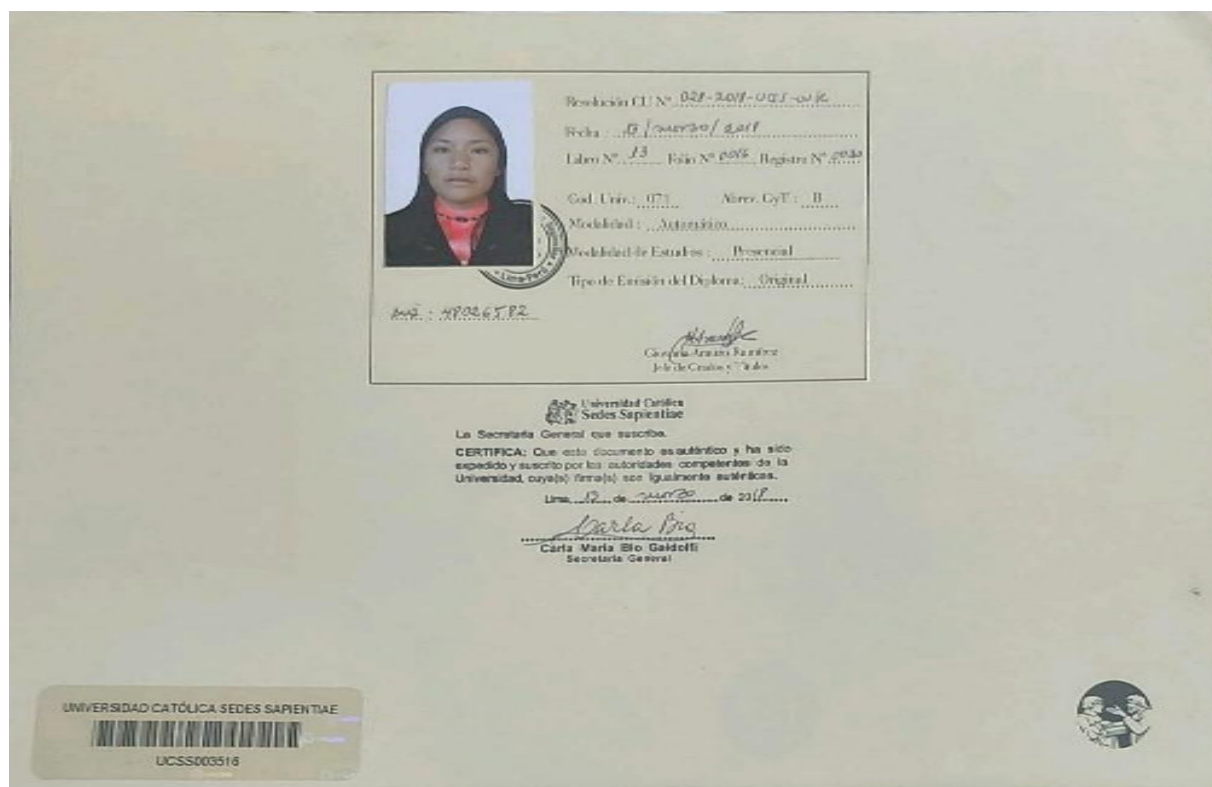 Resolución CU N° 028-2018-UCSS-CU/R
Fecha : 13 / marzo / 2018
Libro N° 13 Folio N° 0016 Registro N° 0030
Cod. Univ.: 071 Abrev. GyT : B
Modalidad : Automático
Modalidad de Estudios : Presencial
Tipo de Emisión del Diploma: Original
DNI : 48026582
Giovanna Ramírez
Jefe de Grados y Títulos
Lima-Perú
Universidad Católica
Sedes Sapientiae
La Secretaria General que suscribe.
CERTIFICA: Que este documento es auténtico y ha sido
expedido y suscrito por las autoridades competentes de la
Universidad, cuya(s) firma(s) son igualmente auténticas.
Lima, 13 de marzo de 2018
Carla Bio
Carla Maria Bio Galdolfi
Secretaria General
UNIVERSIDAD CATÓLICA SEDES SAPIENTIAE
UCSS003516